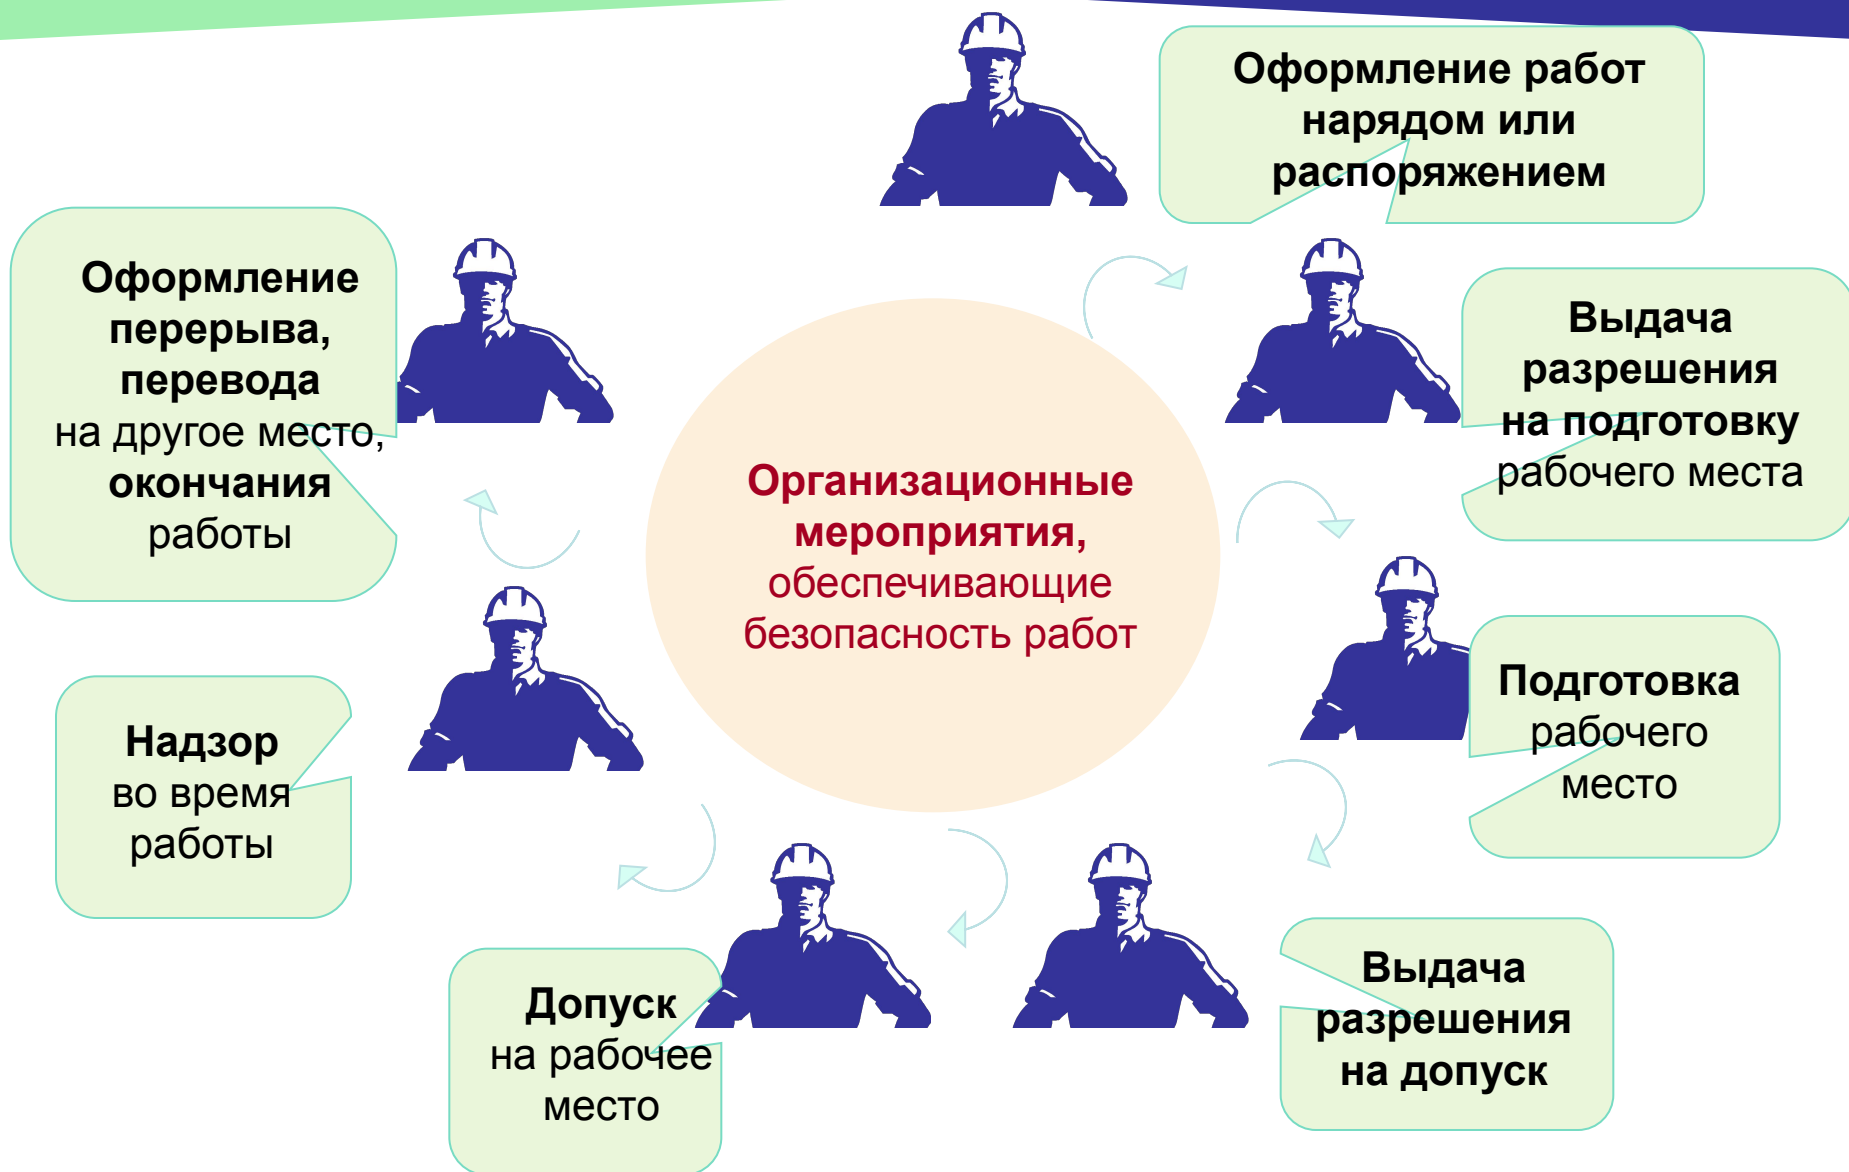 Оформление работ
нарядом или
распоряжением
Выдача
разрешения
на подготовку
рабочего места
Подготовка
рабочего
место
Выдача
разрешения
на допуск
Допуск
на рабочее
место
Надзор
во время
работы
Оформление
перерыва,
перевода
на другое место,
окончания
работы
Организационные
мероприятия,
обеспечивающие
безопасность работ